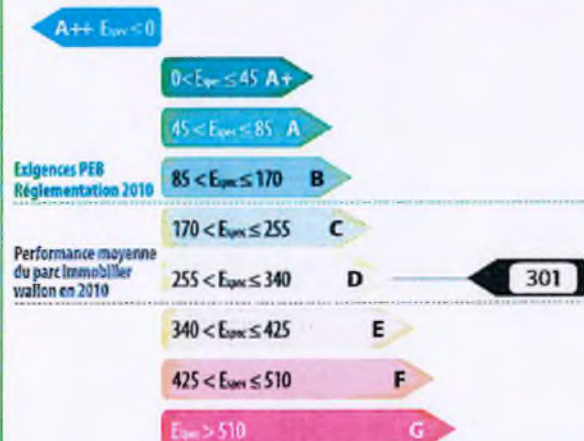 A++ Espec ≤ 0
0 < Espec ≤ 45 A+
45 < Espec ≤ 85 A
Exigences PEB
Réglementation 2010
85 < Espec ≤ 170 B
170 < Espec ≤ 255 C
Performance moyenne
du parc immobilier
wallon en 2010
255 < Espec ≤ 340 D
301
340 < Espec ≤ 425 E
425 < Espec ≤ 510 F
Espec > 510 G